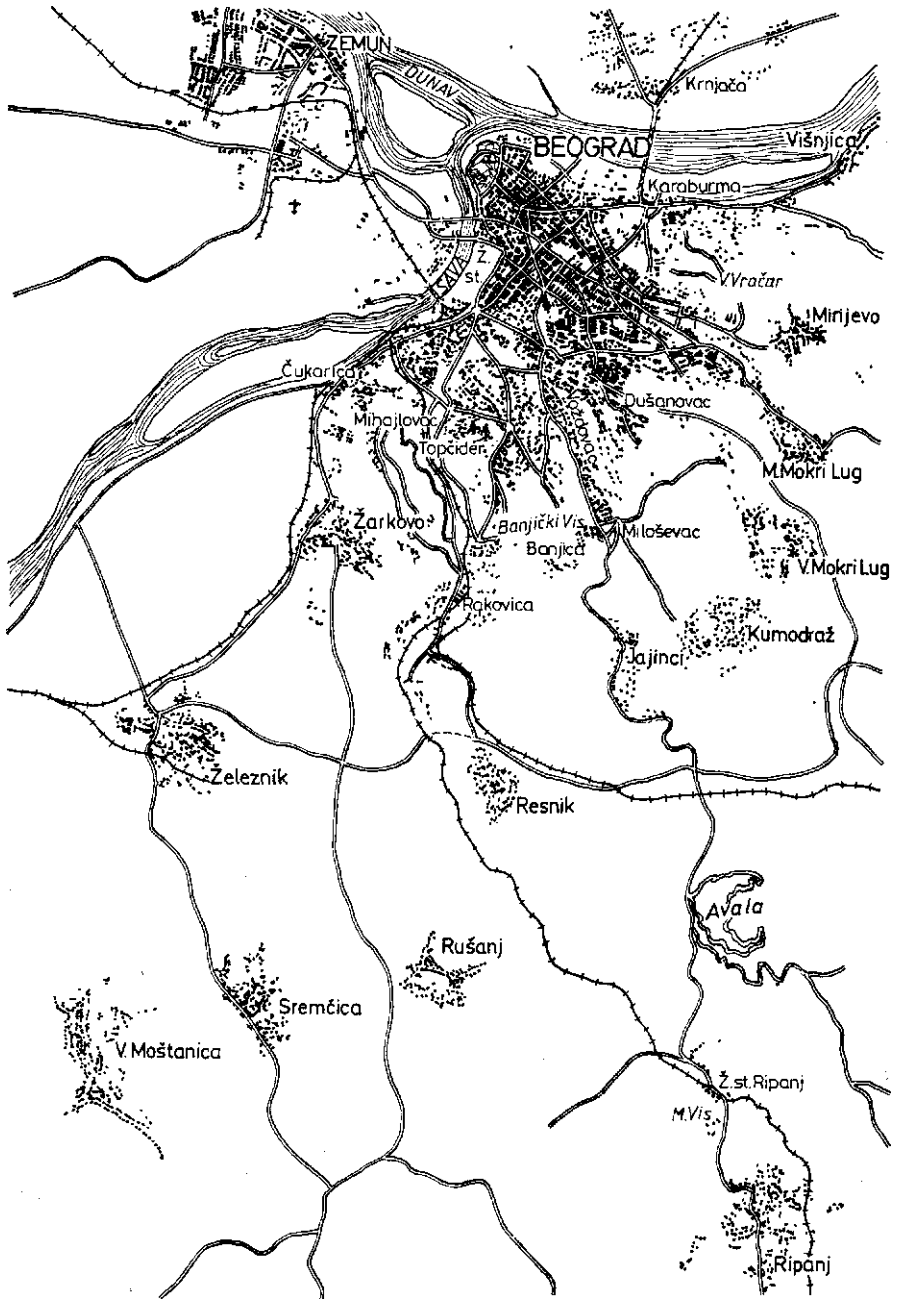 ZEMUN
DUNAV
Krnjača
BEOGRAD
Višnjica
Karaburma
Ž.
st.
SAVA
V.Vračar
Mirijevo
Čukarica
Dušanovac
Mihajlovac
Voždovac
Topčider
M.Mokri Lug
Žarkovo
Banjički Vis
Miloševac
Banjica
V.Mokri Lug
Rakovica
Kumodraž
Jajinci
Železnik
Resnik
Avala
Rušanj
Sremčica
V. Moštanica
Ž.st.Ripanj
M.Vis
Ripanj